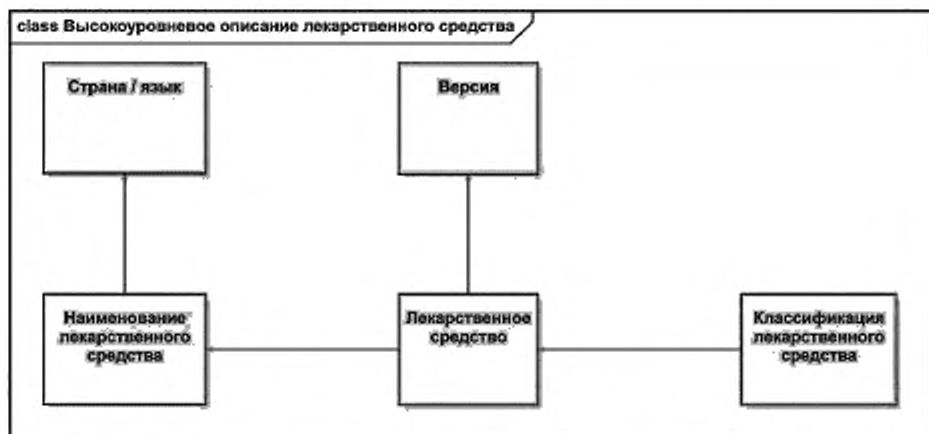 class Высокоуровневое описание лекарственного средства
Страна / язык
Версия
Наименование
лекарственного
средства
Лекарственное
средство
Классификация
лекарственного
средства